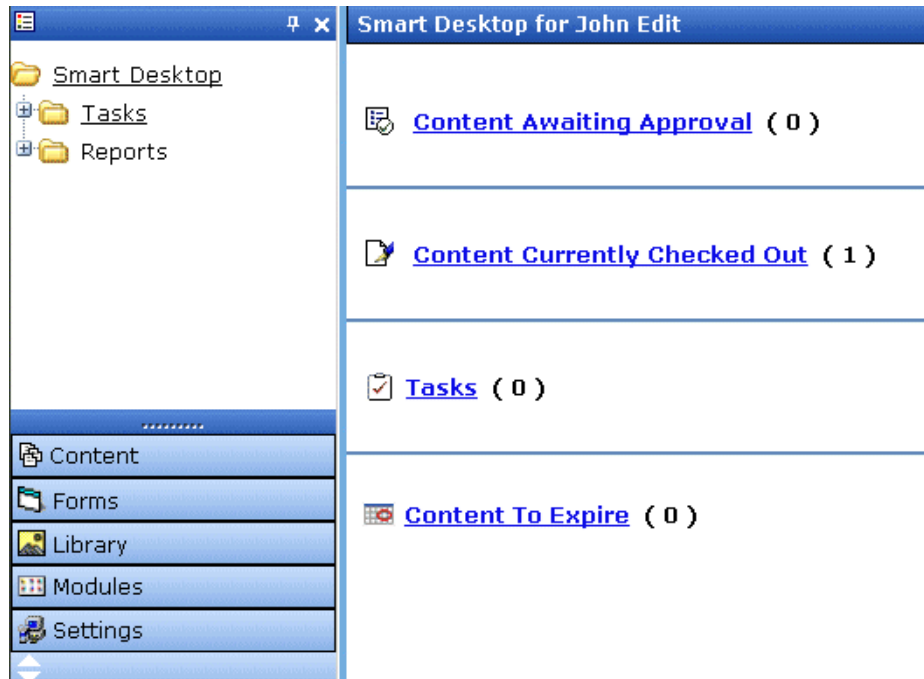 Smart Desktop
Tasks
Reports
Content
Forms
Library
Modules
Settings
Smart Desktop for John Edit
Content Awaiting Approval ( 0 )
Content Currently Checked Out ( 1 )
Tasks ( 0 )
Content To Expire ( 0 )